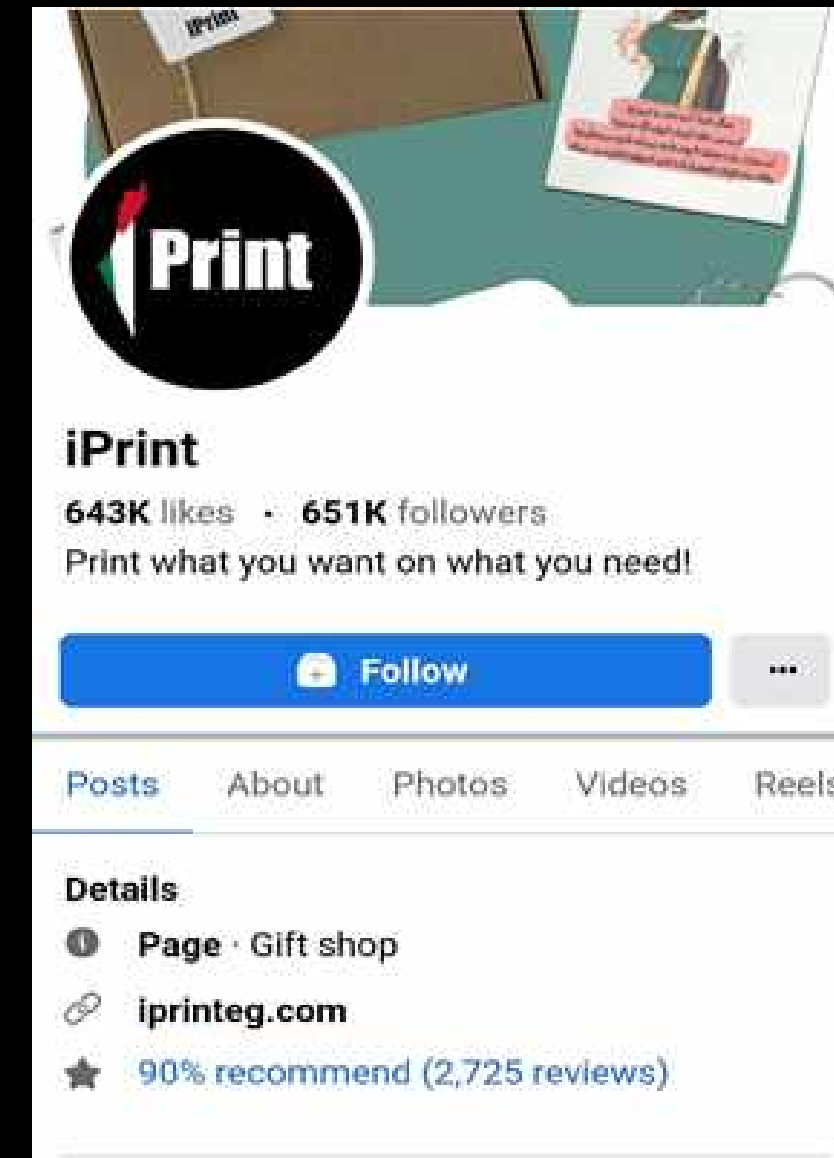 iPrint
Print
iPrint
643K likes · 651K followers
Print what you want on what you need!
Follow
Posts About Photos Videos Reels
Details
Page · Gift shop
iprinteg.com
90% recommend (2,725 reviews)